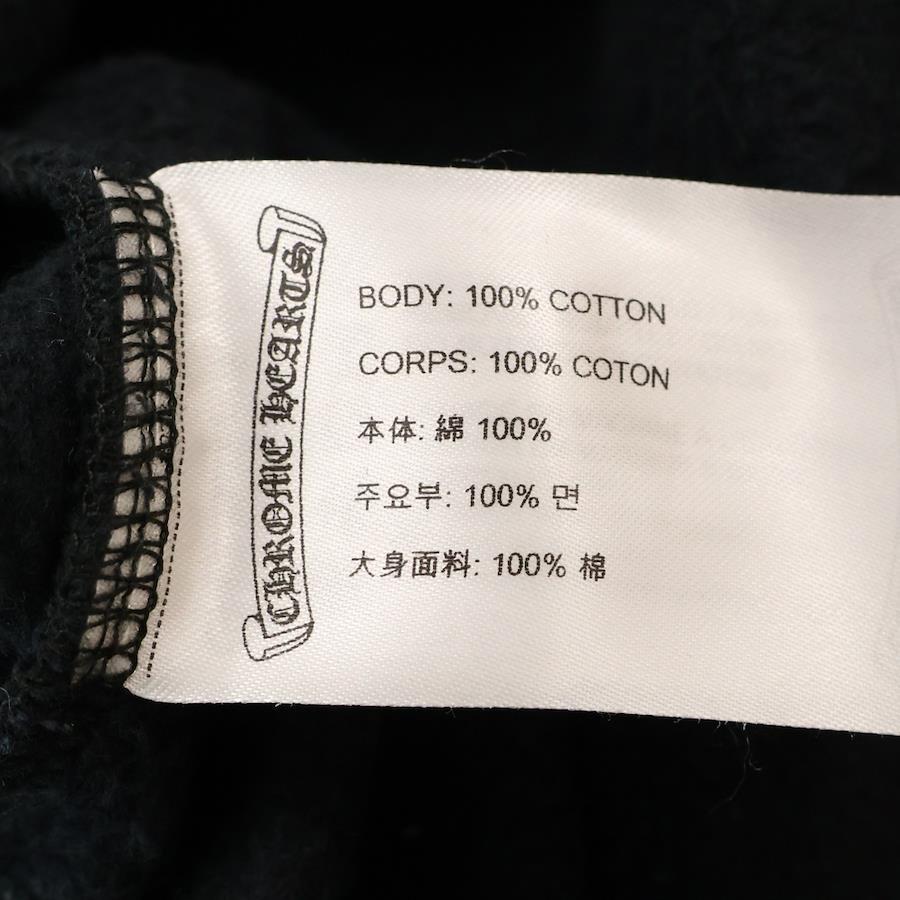 CHROME HEARTS
BODY: 100% COTTON
CORPS: 100% COTON
本体: 綿 100%
주요부: 100% 면
大身面料: 100% 棉